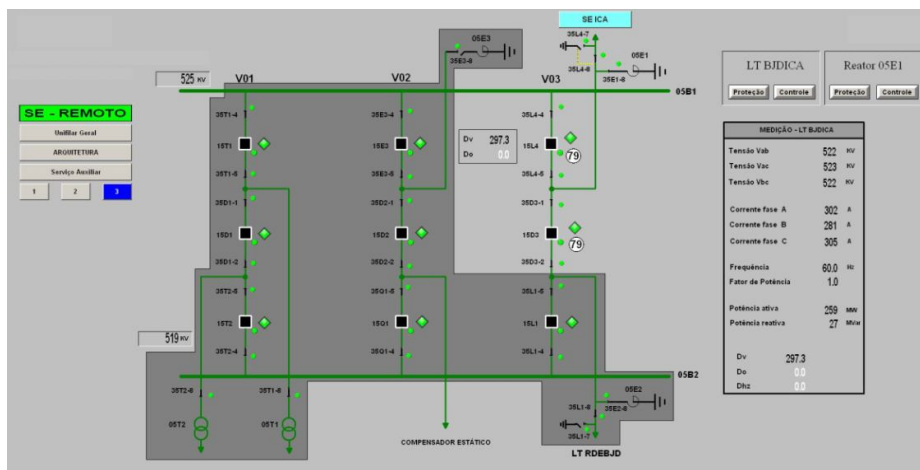 SE ICA
35L4-7
05E3
35E3-8
35L4-6
05E1
35E1-8
525 KV
V01
V02
V03
05B1
SE - REMOTO
Unifilar Geral
ARQUITETURA
Serviço Auxiliar
1 2 3
35T1-4
35E3-4
35L4-4
15T1
15E3
Dv 297.3
Do 0.0
15L4
79
35T1-5
35E3-5
35L4-5
35D1-1
35D2-1
35D3-1
15D1
15D2
15D3
79
35D1-2
35D2-2
35D3-2
35T2-5
35Q1-5
35L1-5
15T2
15Q1
15L1
519 KV
35T2-4
35Q1-4
35L1-4
05B2
35T2-6
35T1-6
05E2
35L1-6
35E2-8
05T2
05T1
35L1-7
COMPENSADOR ESTÁTICO
LT RDEBJD
LT BJDICA
Proteção Controle
Reator 05E1
Proteção Controle
MEDIÇÃO - LT BJDICA
Tensão Vab 522 KV
Tensão Vac 523 KV
Tensão Vbc 522 KV
Corrente fase A 302 A
Corrente fase B 281 A
Corrente fase C 305 A
Frequência 60.0 Hz
Fator de Potência 1.0
Potência ativa 259 MW
Potência reativa 27 MVar
Dv 297.3
Do 0.0
Dhz 0.0